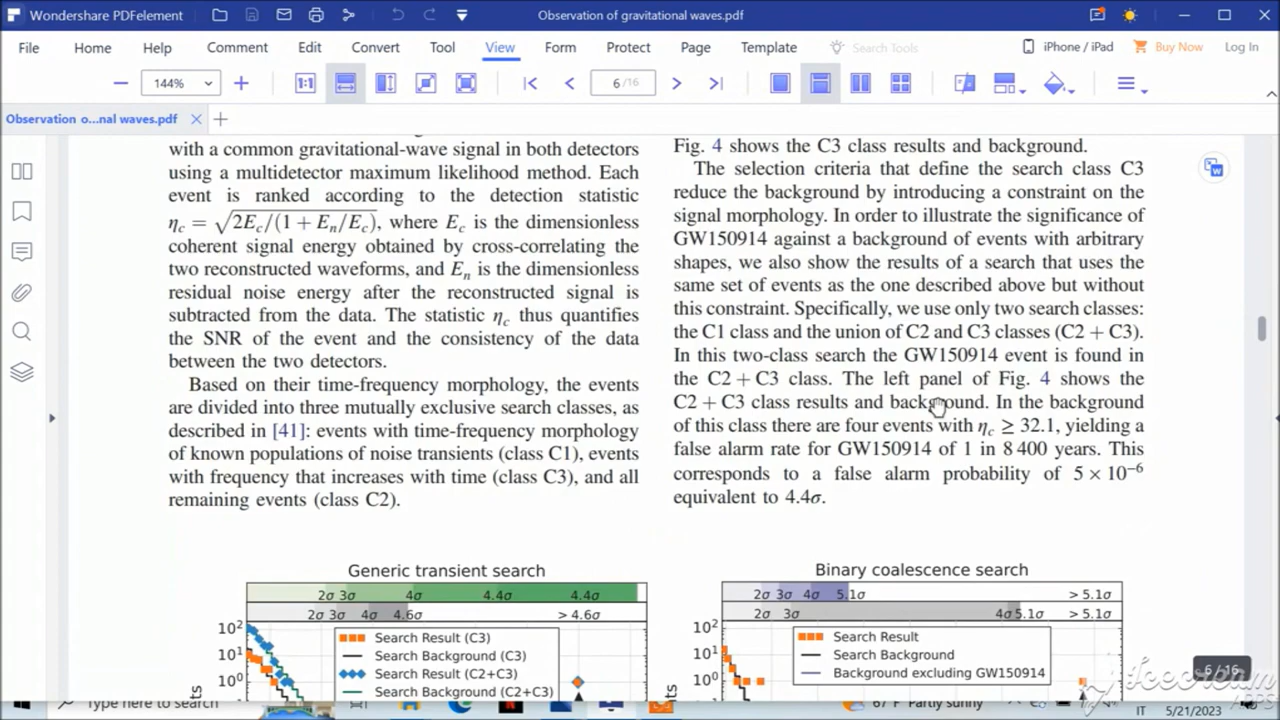 Wondershare PDFelement
Observation of gravitational waves.pdf
File Home Help Comment Edit Convert Tool View Form Protect Page Template Search Tools iPhone / iPad Buy Now Log In
144% 1:1 6 /16
Observation o...nal waves.pdf
with a common gravitational-wave signal in both detectors
using a multidetector maximum likelihood method. Each
event is ranked according to the detection statistic
ηc = √2Ec/(1 + En/Ec), where Ec is the dimensionless
coherent signal energy obtained by cross-correlating the
two reconstructed waveforms, and En is the dimensionless
residual noise energy after the reconstructed signal is
subtracted from the data. The statistic ηc thus quantifies
the SNR of the event and the consistency of the data
between the two detectors.
Based on their time-frequency morphology, the events
are divided into three mutually exclusive search classes, as
described in [41]: events with time-frequency morphology
of known populations of noise transients (class C1), events
with frequency that increases with time (class C3), and all
remaining events (class C2).
Fig. 4 shows the C3 class results and background.
The selection criteria that define the search class C3
reduce the background by introducing a constraint on the
signal morphology. In order to illustrate the significance of
GW150914 against a background of events with arbitrary
shapes, we also show the results of a search that uses the
same set of events as the one described above but without
this constraint. Specifically, we use only two search classes:
the C1 class and the union of C2 and C3 classes (C2 + C3).
In this two-class search the GW150914 event is found in
the C2 + C3 class. The left panel of Fig. 4 shows the
C2 + C3 class results and background. In the background
of this class there are four events with ηc ≥ 32.1, yielding a
false alarm rate for GW150914 of 1 in 8 400 years. This
corresponds to a false alarm probability of 5 × 10⁻⁶
equivalent to 4.4σ.
Generic transient search
2σ 3σ 4σ 4.4σ 4.4σ
2σ 3σ 4σ 4.6σ > 4.6σ
10²
10¹
10⁰
Search Result (C3)
Search Background (C3)
Search Result (C2+C3)
Search Background (C2+C3)
Binary coalescence search
2σ 3σ 4σ 5.1σ > 5.1σ
2σ 3σ 4σ 5.1σ > 5.1σ
10²
10¹
10⁰
Search Result
Search Background
Background excluding GW150914
6 / 16
Icecream
APPS
Type here to search
67°F Partly sunny
IT 5/21/2023